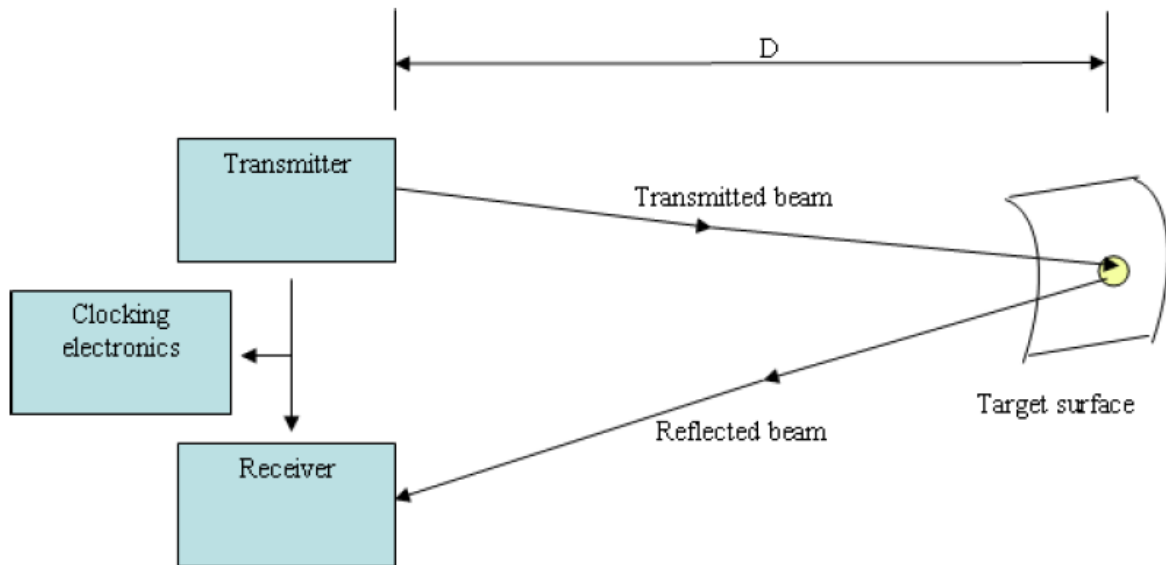 D
Transmitter
Transmitted beam
Clocking
electronics
Target surface
Reflected beam
Receiver